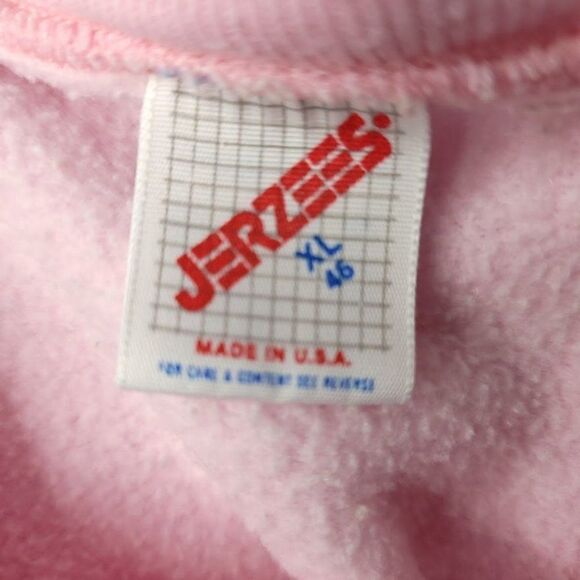 JERZEES
XL
46
MADE IN U.S.A.
FOR CARE & CONTENT SEE REVERSE